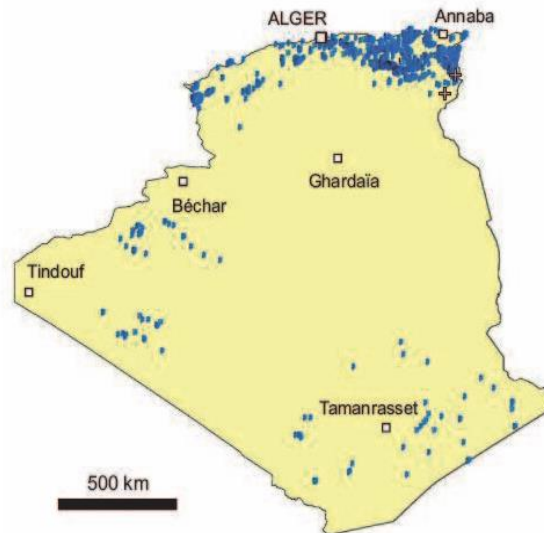 ALGER
Annaba
Ghardaïa
Béchar
Tindouf
Tamanrasset
500 km